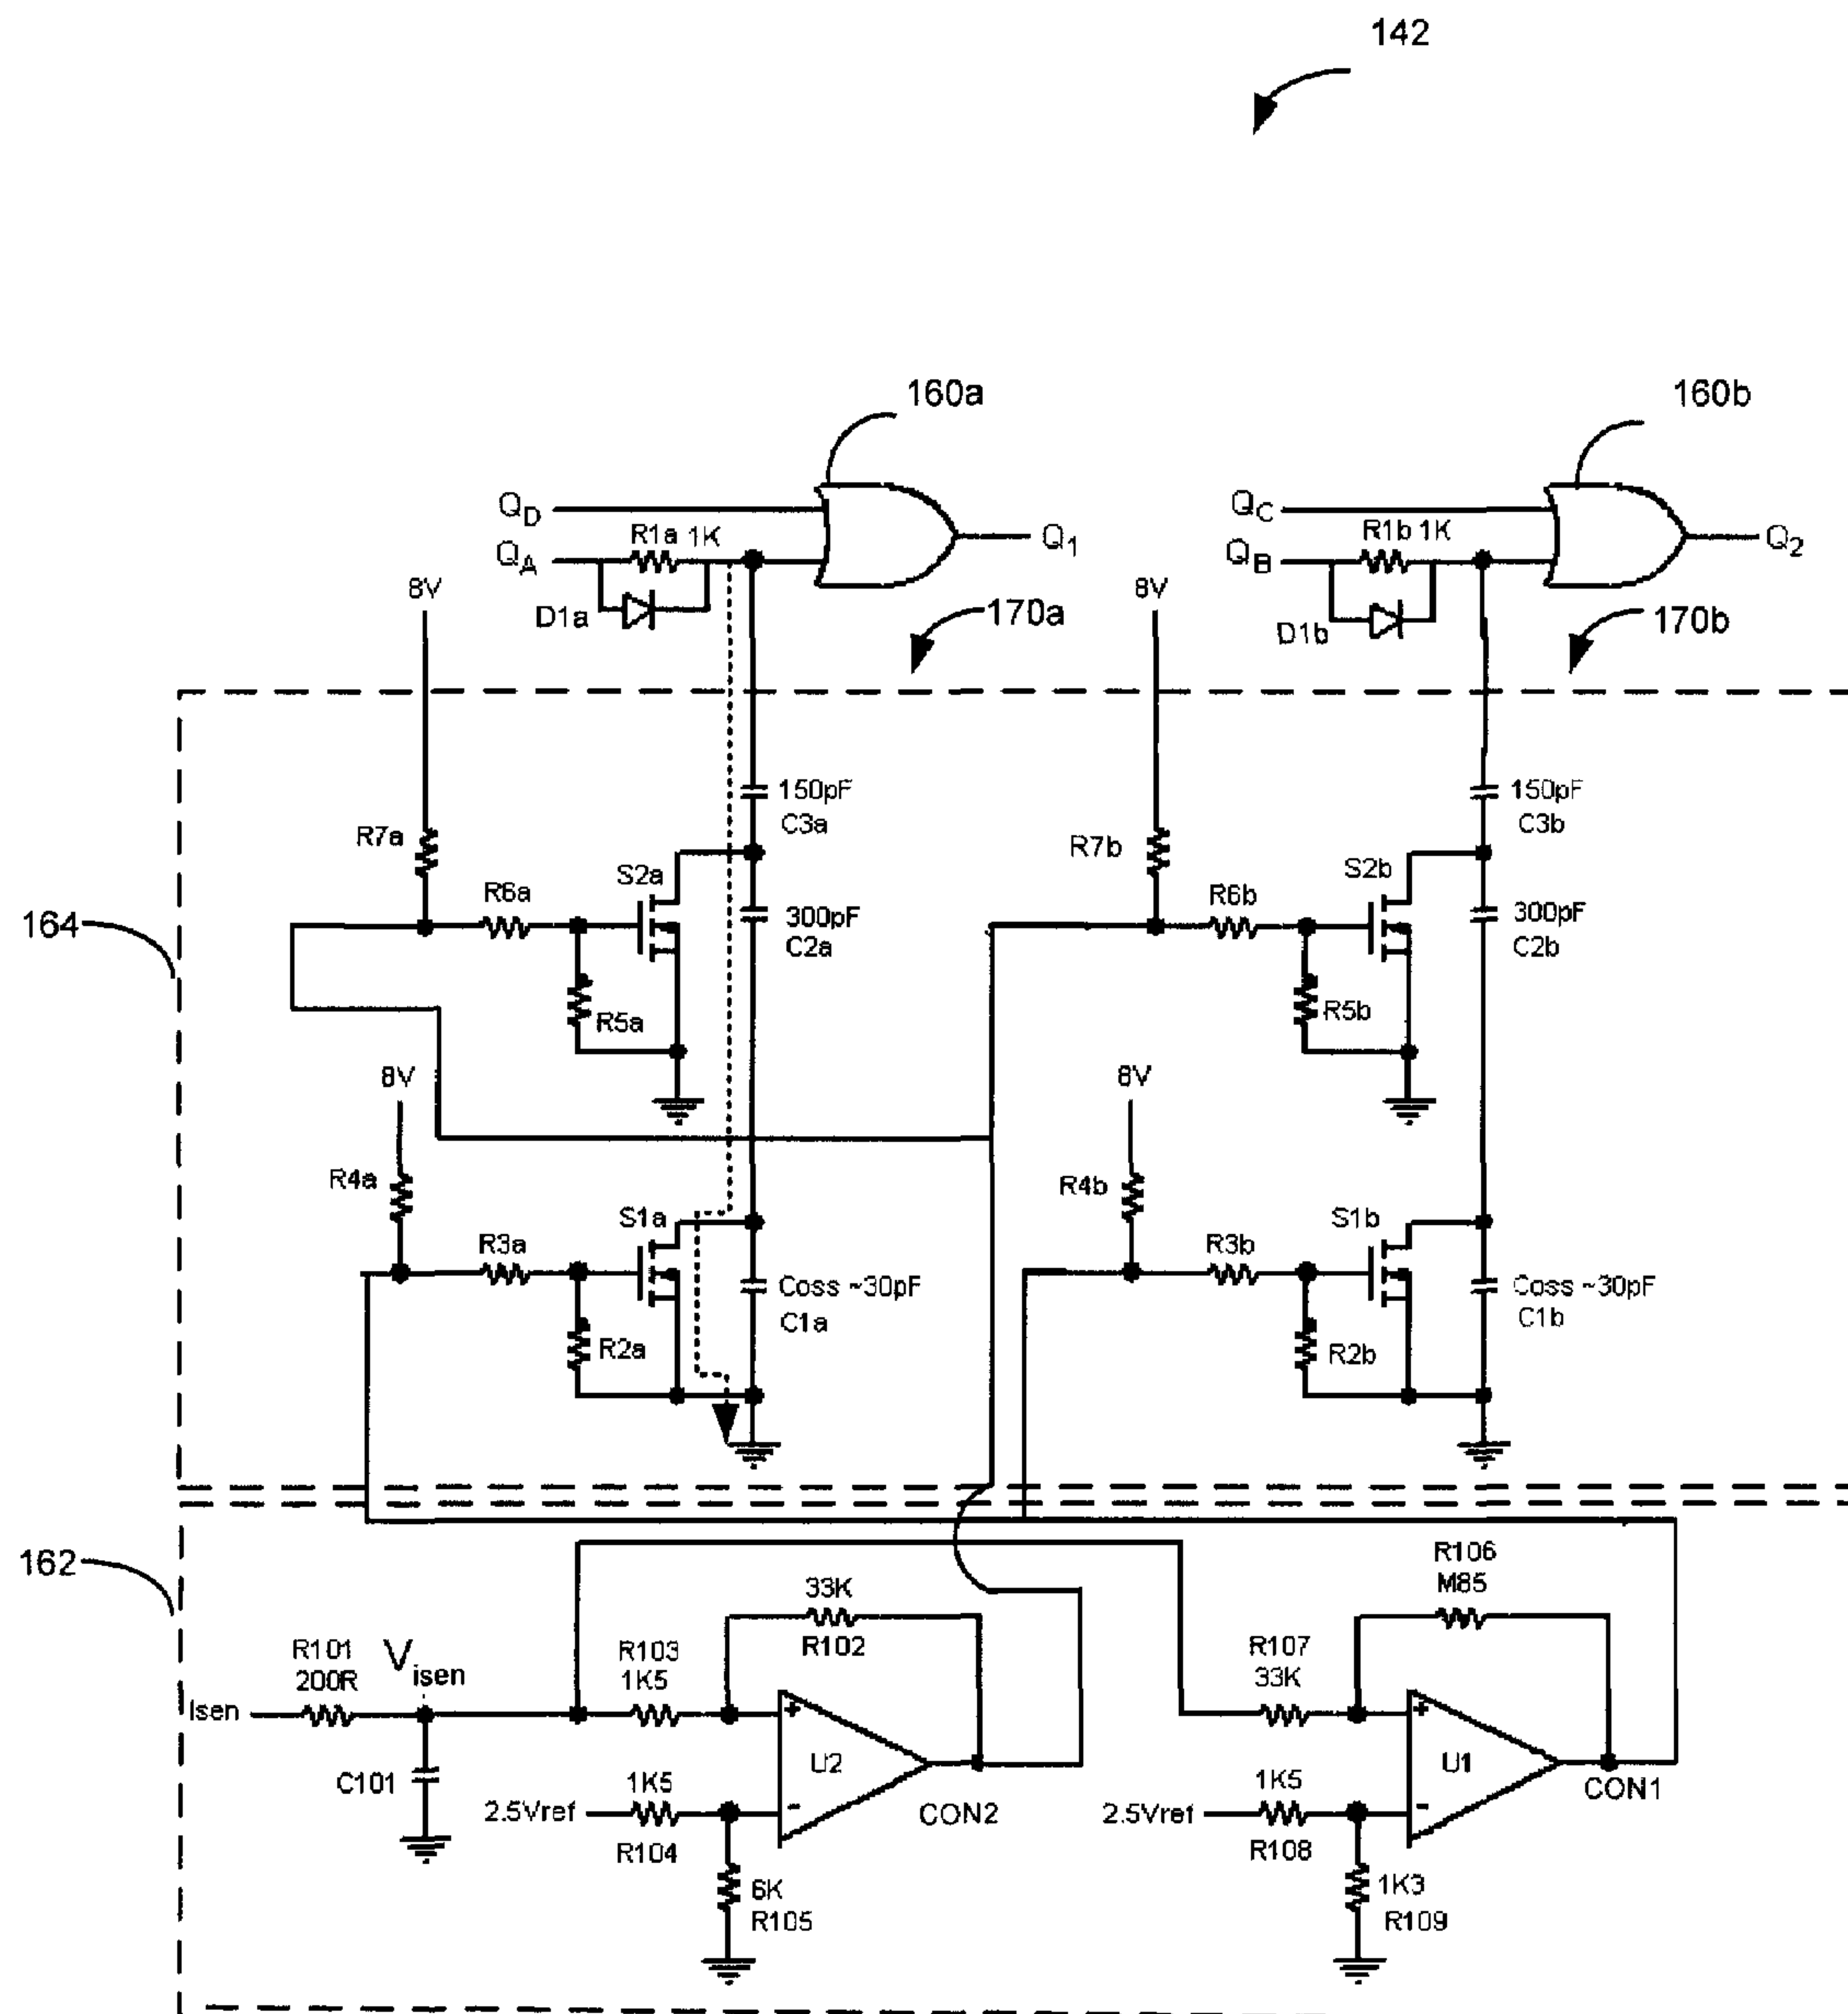 142
160a
160b
QD
R1a 1K
Q1
QA
D1a
8V
170a
QC
R1b 1K
Q2
QB
D1b
8V
170b
150pF
C3a
150pF
C3b
R7a
R7b
164
R6a
S2a
300pF
C2a
R6b
S2b
300pF
C2b
R5a
R5b
8V
8V
R4a
R4b
R3a
S1a
Coss ~30pF
C1a
R3b
S1b
Coss ~30pF
C1b
R2a
R2b
162
Isen
R101
200R
Visen
C101
R103
1K5
33K
R102
+
U2
-
2.5Vref
1K5
R104
CON2
6K
R105
R107
33K
R106
M85
+
U1
-
CON1
2.5Vref
1K5
R108
1K3
R109